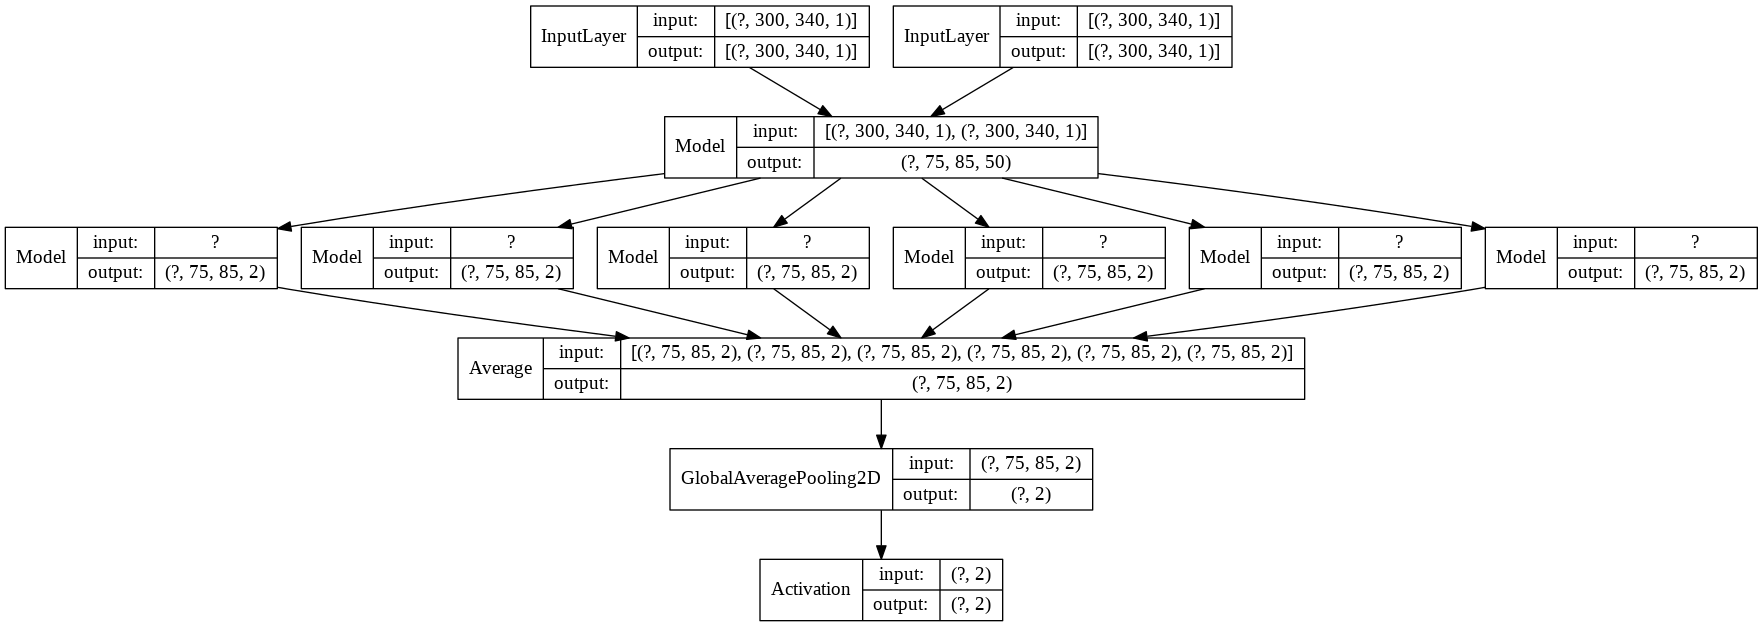 InputLayer input: [(?, 300, 340, 1)] output: [(?, 300, 340, 1)]
InputLayer input: [(?, 300, 340, 1)] output: [(?, 300, 340, 1)]
Model input: [(?, 300, 340, 1), (?, 300, 340, 1)] output: (?, 75, 85, 50)
Model input: ? output: (?, 75, 85, 2)
Model input: ? output: (?, 75, 85, 2)
Model input: ? output: (?, 75, 85, 2)
Model input: ? output: (?, 75, 85, 2)
Model input: ? output: (?, 75, 85, 2)
Model input: ? output: (?, 75, 85, 2)
Average input: [(?, 75, 85, 2), (?, 75, 85, 2), (?, 75, 85, 2), (?, 75, 85, 2), (?, 75, 85, 2), (?, 75, 85, 2)] output: (?, 75, 85, 2)
GlobalAveragePooling2D input: (?, 75, 85, 2) output: (?, 2)
Activation input: (?, 2) output: (?, 2)